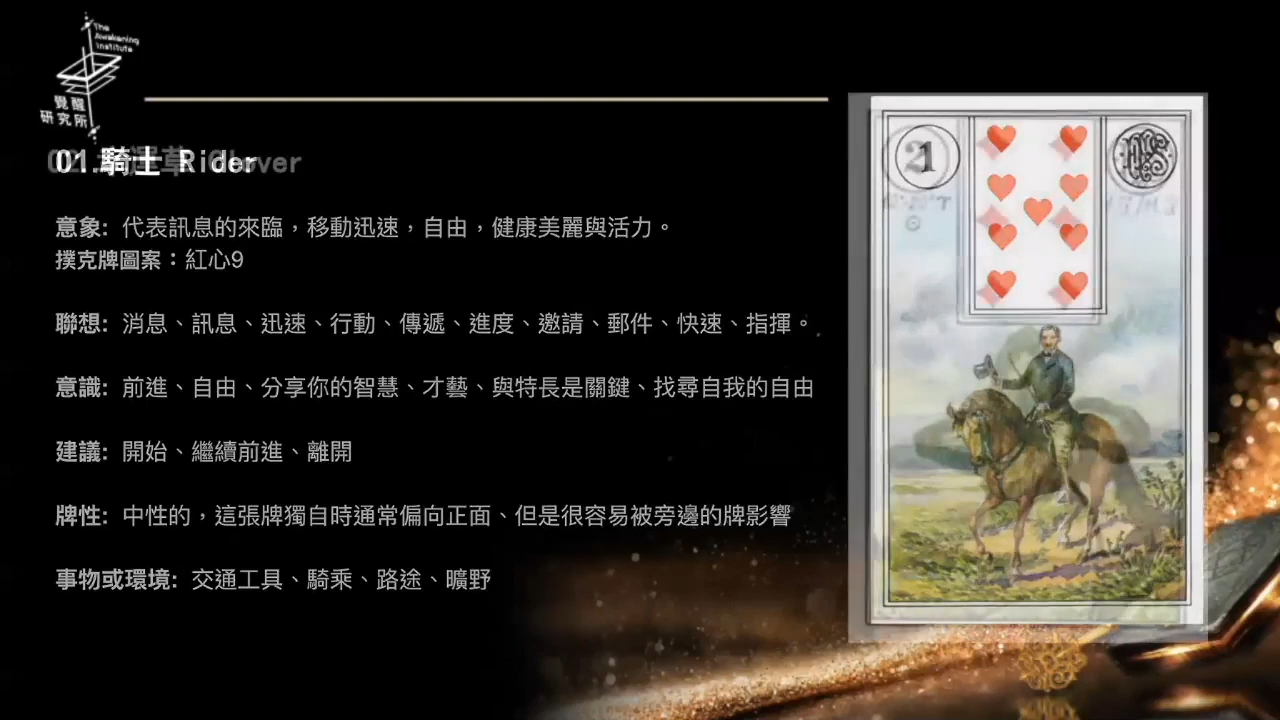 The
Awakening
Institute
覺醒
研究所
01.騎士 Rider
意象: 代表訊息的來臨，移動迅速，自由，健康美麗與活力。
撲克牌圖案：紅心9
聯想: 消息、訊息、迅速、行動、傳遞、進度、邀請、郵件、快速、指揮。
意識: 前進、自由、分享你的智慧、才藝、與特長是關鍵、找尋自我的自由
建議: 開始、繼續前進、離開
牌性: 中性的，這張牌獨自時通常偏向正面、但是很容易被旁邊的牌影響
事物或環境: 交通工具、騎乘、路途、曠野
1